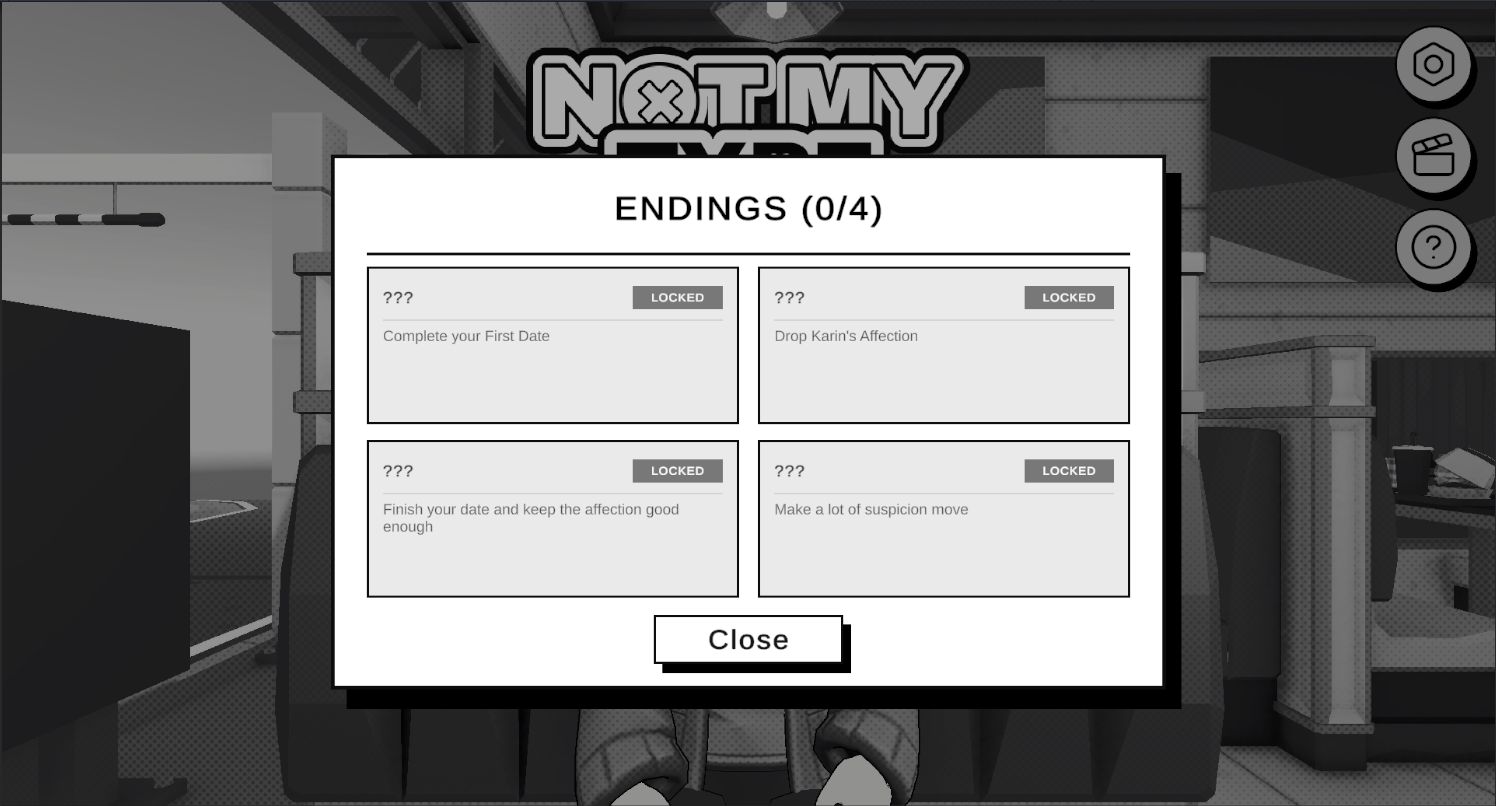 NOT MY
TYPE
ENDINGS (0/4)
???
LOCKED
Complete your First Date
???
LOCKED
Drop Karin's Affection
???
LOCKED
Finish your date and keep the affection good
enough
???
LOCKED
Make a lot of suspicion move
Close